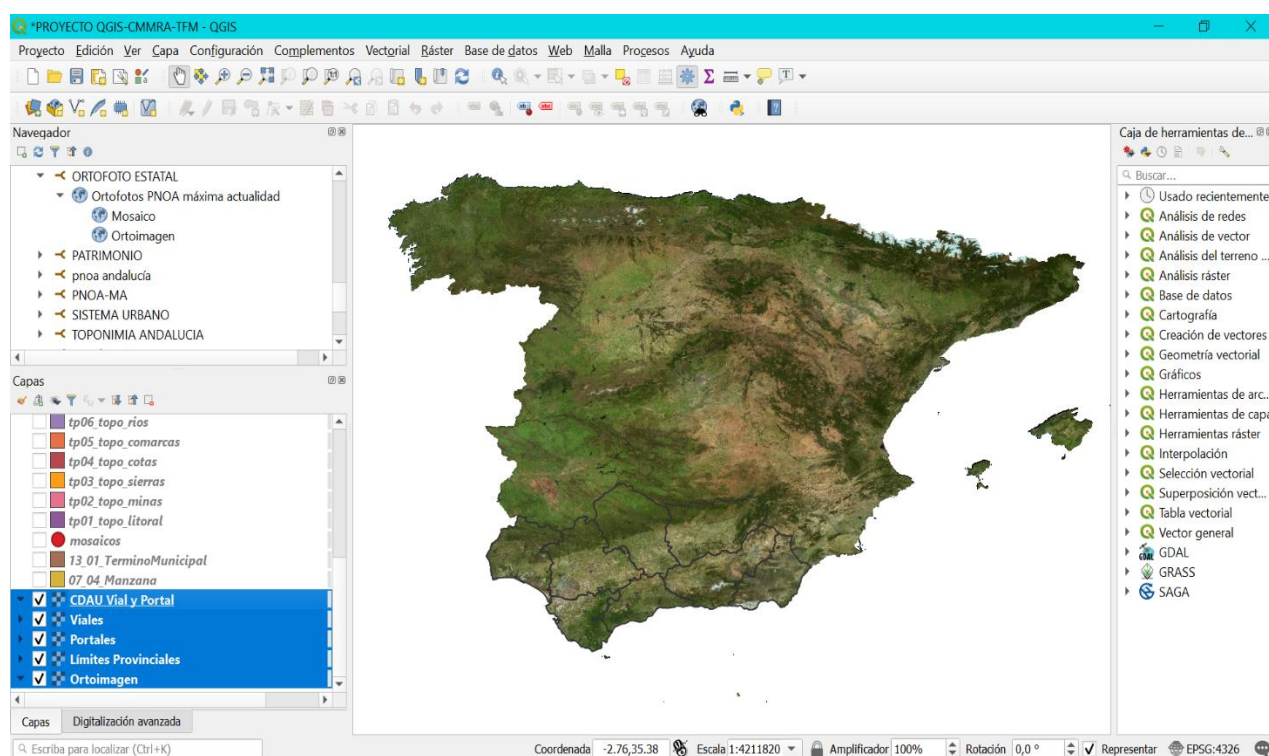 *PROYECTO QGIS-CMMRA-TFM - QGIS
Proyecto Edición Ver Capa Configuración Complementos Vectorial Ráster Base de datos Web Malla Procesos Ayuda
Navegador
ORTOFOTO ESTATAL
Ortofotos PNOA máxima actualidad
Mosaico
Ortoimagen
PATRIMONIO
pnoa andalucía
PNOA-MA
SISTEMA URBANO
TOPONIMIA ANDALUCIA
Capas
tp06_topo_rios
tp05_topo_comarcas
tp04_topo_cotas
tp03_topo_sierras
tp02_topo_minas
tp01_topo_litoral
mosaicos
13_01_TerminoMunicipal
07_04_Manzana
CDAU Vial y Portal
Viales
Portales
Límites Provinciales
Ortoimagen
Capas Digitalización avanzada
Caja de herramientas de...
Buscar...
Usado recientemente
Análisis de redes
Análisis de vector
Análisis del terreno ...
Análisis ráster
Base de datos
Cartografía
Creación de vectores
Geometría vectorial
Gráficos
Herramientas de arc...
Herramientas de capa
Herramientas ráster
Interpolación
Selección vectorial
Superposición vect...
Tabla vectorial
Vector general
GDAL
GRASS
SAGA
Escriba para localizar (Ctrl+K) Coordenada -2.76,35.38 Escala 1:4211820 Amplificador 100% Rotación 0,0 ° Representar EPSG:4326